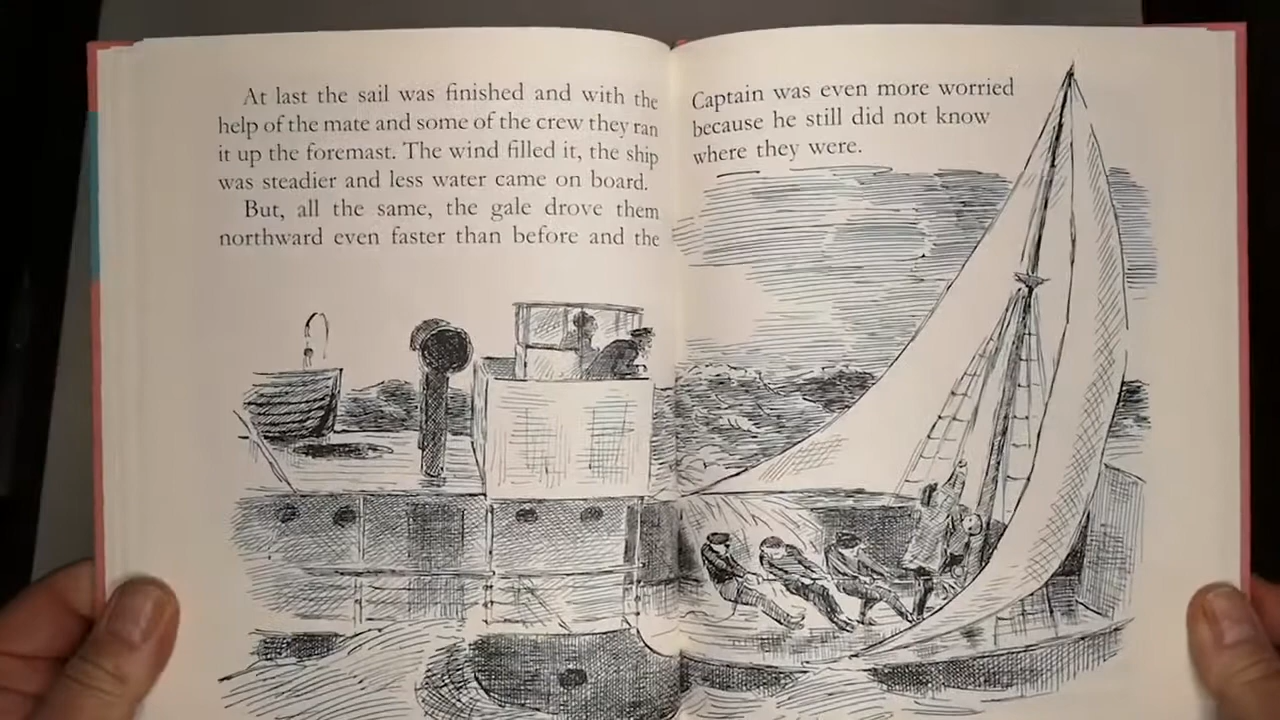 At last the sail was finished and with the
help of the mate and some of the crew they ran
it up the foremast. The wind filled it, the ship
was steadier and less water came on board.
But, all the same, the gale drove them
northward even faster than before and the
Captain was even more worried
because he still did not know
where they were.